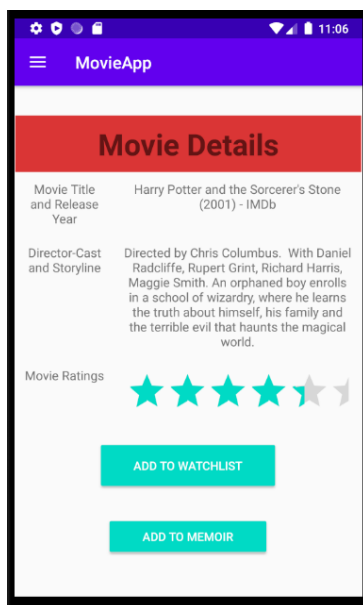 11:06
MovieApp
Movie Details
Movie Title
and Release
Year
Harry Potter and the Sorcerer's Stone
(2001) - IMDb
Director-Cast
and Storyline
Directed by Chris Columbus.  With Daniel
Radcliffe, Rupert Grint, Richard Harris,
Maggie Smith. An orphaned boy enrolls
in a school of wizardry, where he learns
the truth about himself, his family and
the terrible evil that haunts the magical
world.
Movie Ratings
ADD TO WATCHLIST
ADD TO MEMOIR